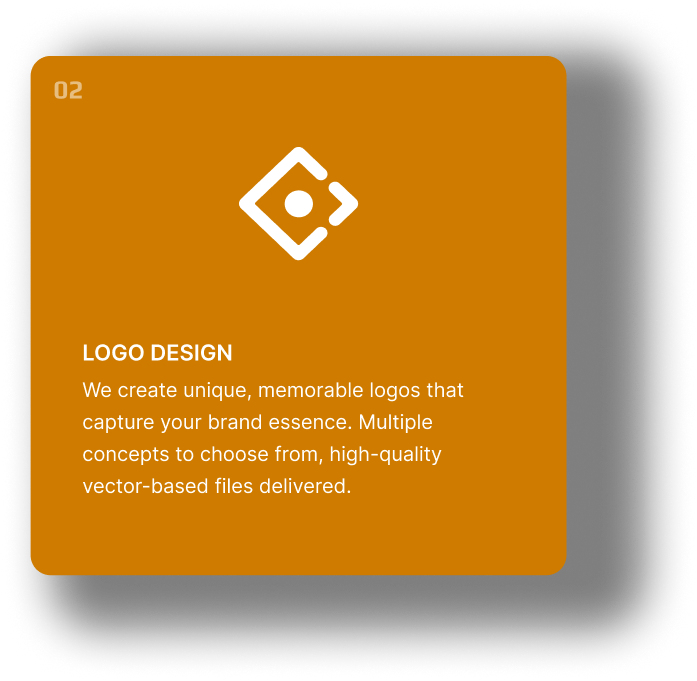 02
LOGO DESIGN
We create unique, memorable logos that
capture your brand essence. Multiple
concepts to choose from, high-quality
vector-based files delivered.